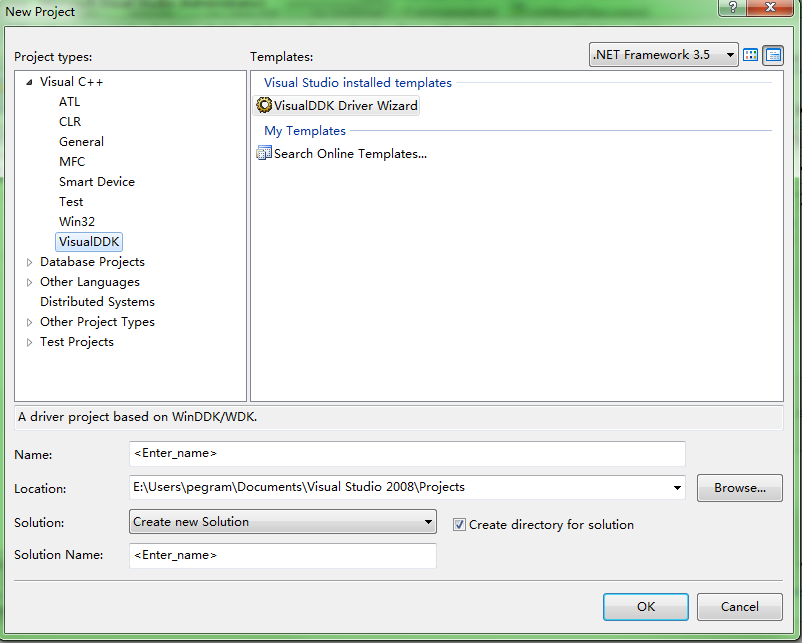 New Project
Project types:
Templates:
.NET Framework 3.5
Visual C++
ATL
CLR
General
MFC
Smart Device
Test
Win32
VisualDDK
Database Projects
Other Languages
Distributed Systems
Other Project Types
Test Projects
Visual Studio installed templates
VisualDDK Driver Wizard
My Templates
Search Online Templates...
A driver project based on WinDDK/WDK.
Name:
<Enter_name>
Location:
E:\Users\pegram\Documents\Visual Studio 2008\Projects
Browse...
Solution:
Create new Solution
Create directory for solution
Solution Name:
<Enter_name>
OK
Cancel